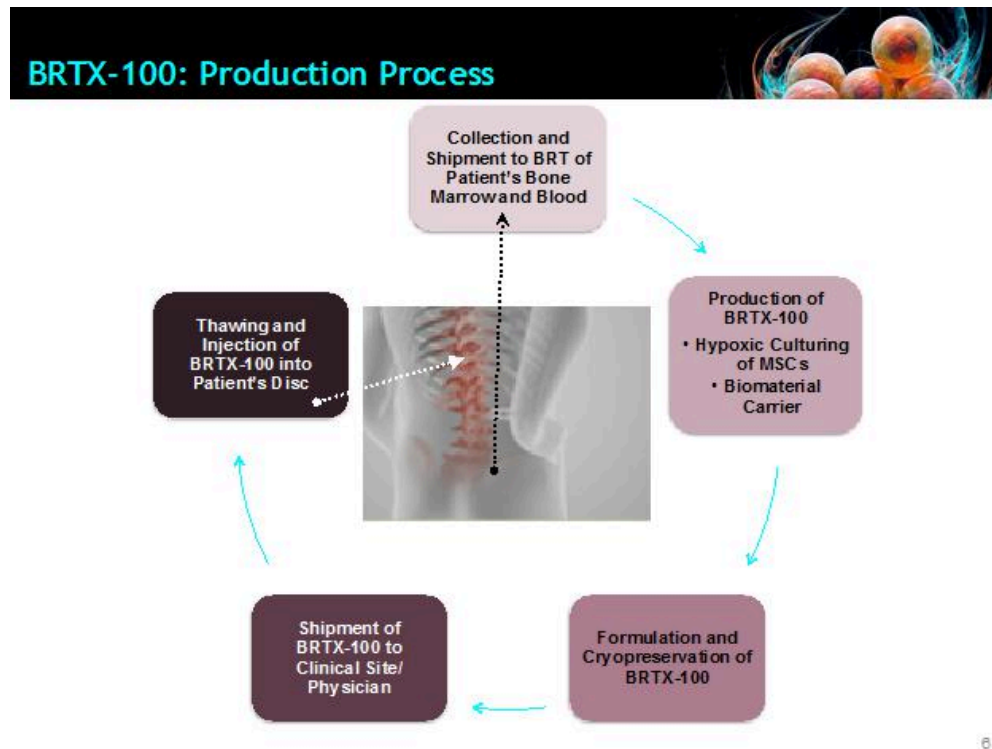 BRTX-100: Production Process
Collection and
Shipment to BRT of
Patient's Bone
Marrow and Blood
Production of
BRTX-100
• Hypoxic Culturing
of MSCs
• Biomaterial
Carrier
Formulation and
Cryopreservation of
BRTX-100
Shipment of
BRTX-100 to
Clinical Site/
Physician
Thawing and
Injection of
BRTX-100 into
Patient's Disc
6